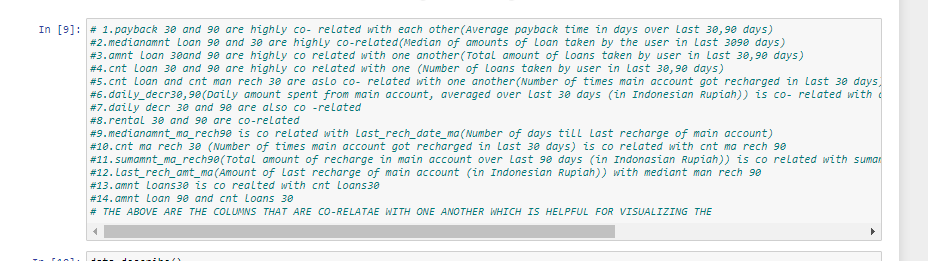 In [9]:
# 1.payback 30 and 90 are highly co- related with each other(Average payback time in days over last 30,90 days)
#2.medianamnt loan 90 and 30 are highly co-related(Median of amounts of loan taken by the user in last 3090 days)
#3.amnt loan 30and 90 are highly co related with one another(Total amount of loans taken by user in last 30,90 days)
#4.cnt loan 30 and 90 are highly co related with one (Number of loans taken by user in last 30,90 days)
#5.cnt loan and cnt man rech 30 are aslo co- related with one another(Number of times main account got recharged in last 30 days,
#6.daily_decr30,90(Daily amount spent from main account, averaged over last 30 days (in Indonesian Rupiah)) is co- related with
#7.daily decr 30 and 90 are also co -related
#8.rental 30 and 90 are co-related
#9.medianamnt_ma_rech90 is co related with last_rech_date_ma(Number of days till last recharge of main account)
#10.cnt ma rech 30 (Number of times main account got recharged in last 30 days) is co related with cnt ma rech 90
#11.sumamnt_ma_rech90(Total amount of recharge in main account over last 90 days (in Indonasian Rupiah)) is co related with
#12.Last_rech_amt_ma(Amount of last recharge of main account (in Indonesian Rupiah)) with mediant man rech 90
#13.amnt loans30 is co realted with cnt loans30
#14.amnt loan 90 and cnt loans 30
# THE ABOVE ARE THE COLUMNS THAT ARE CO-RELATAE WITH ONE ANOTHER WHICH IS HELPFUL FOR VISUALIZING THE